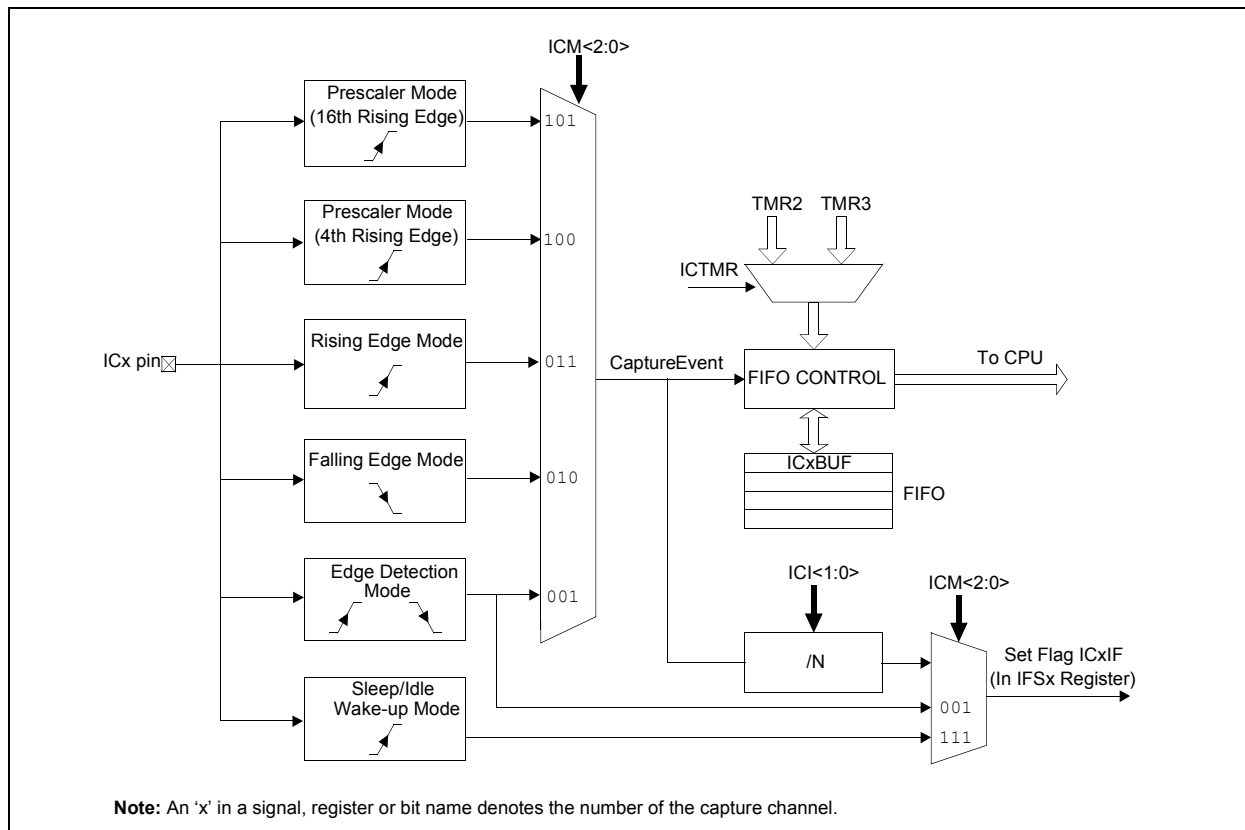 ICM<2:0>
Prescaler Mode
(16th Rising Edge)
101
Prescaler Mode
(4th Rising Edge)
100
TMR2 TMR3
ICTMR
ICx pin
Rising Edge Mode
011
CaptureEvent
FIFO CONTROL
To CPU
Falling Edge Mode
010
ICxBUF
FIFO
Edge Detection
Mode
001
ICI<1:0>
ICM<2:0>
/N
Set Flag ICxIF
(In IFSx Register)
Sleep/Idle
Wake-up Mode
001
111
Note: An ‘x’ in a signal, register or bit name denotes the number of the capture channel.